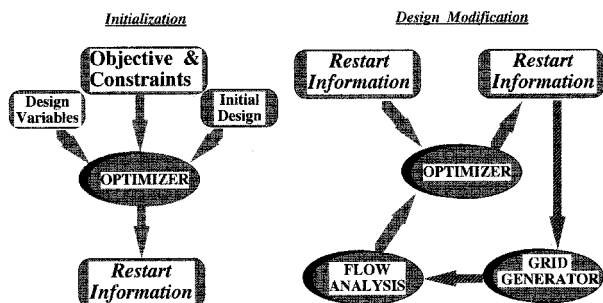 Initialization
Objective &
Constraints
Design
Variables
Initial
Design
OPTIMIZER
Restart
Information
Design Modification
Restart
Information
Restart
Information
OPTIMIZER
FLOW
ANALYSIS
GRID
GENERATOR